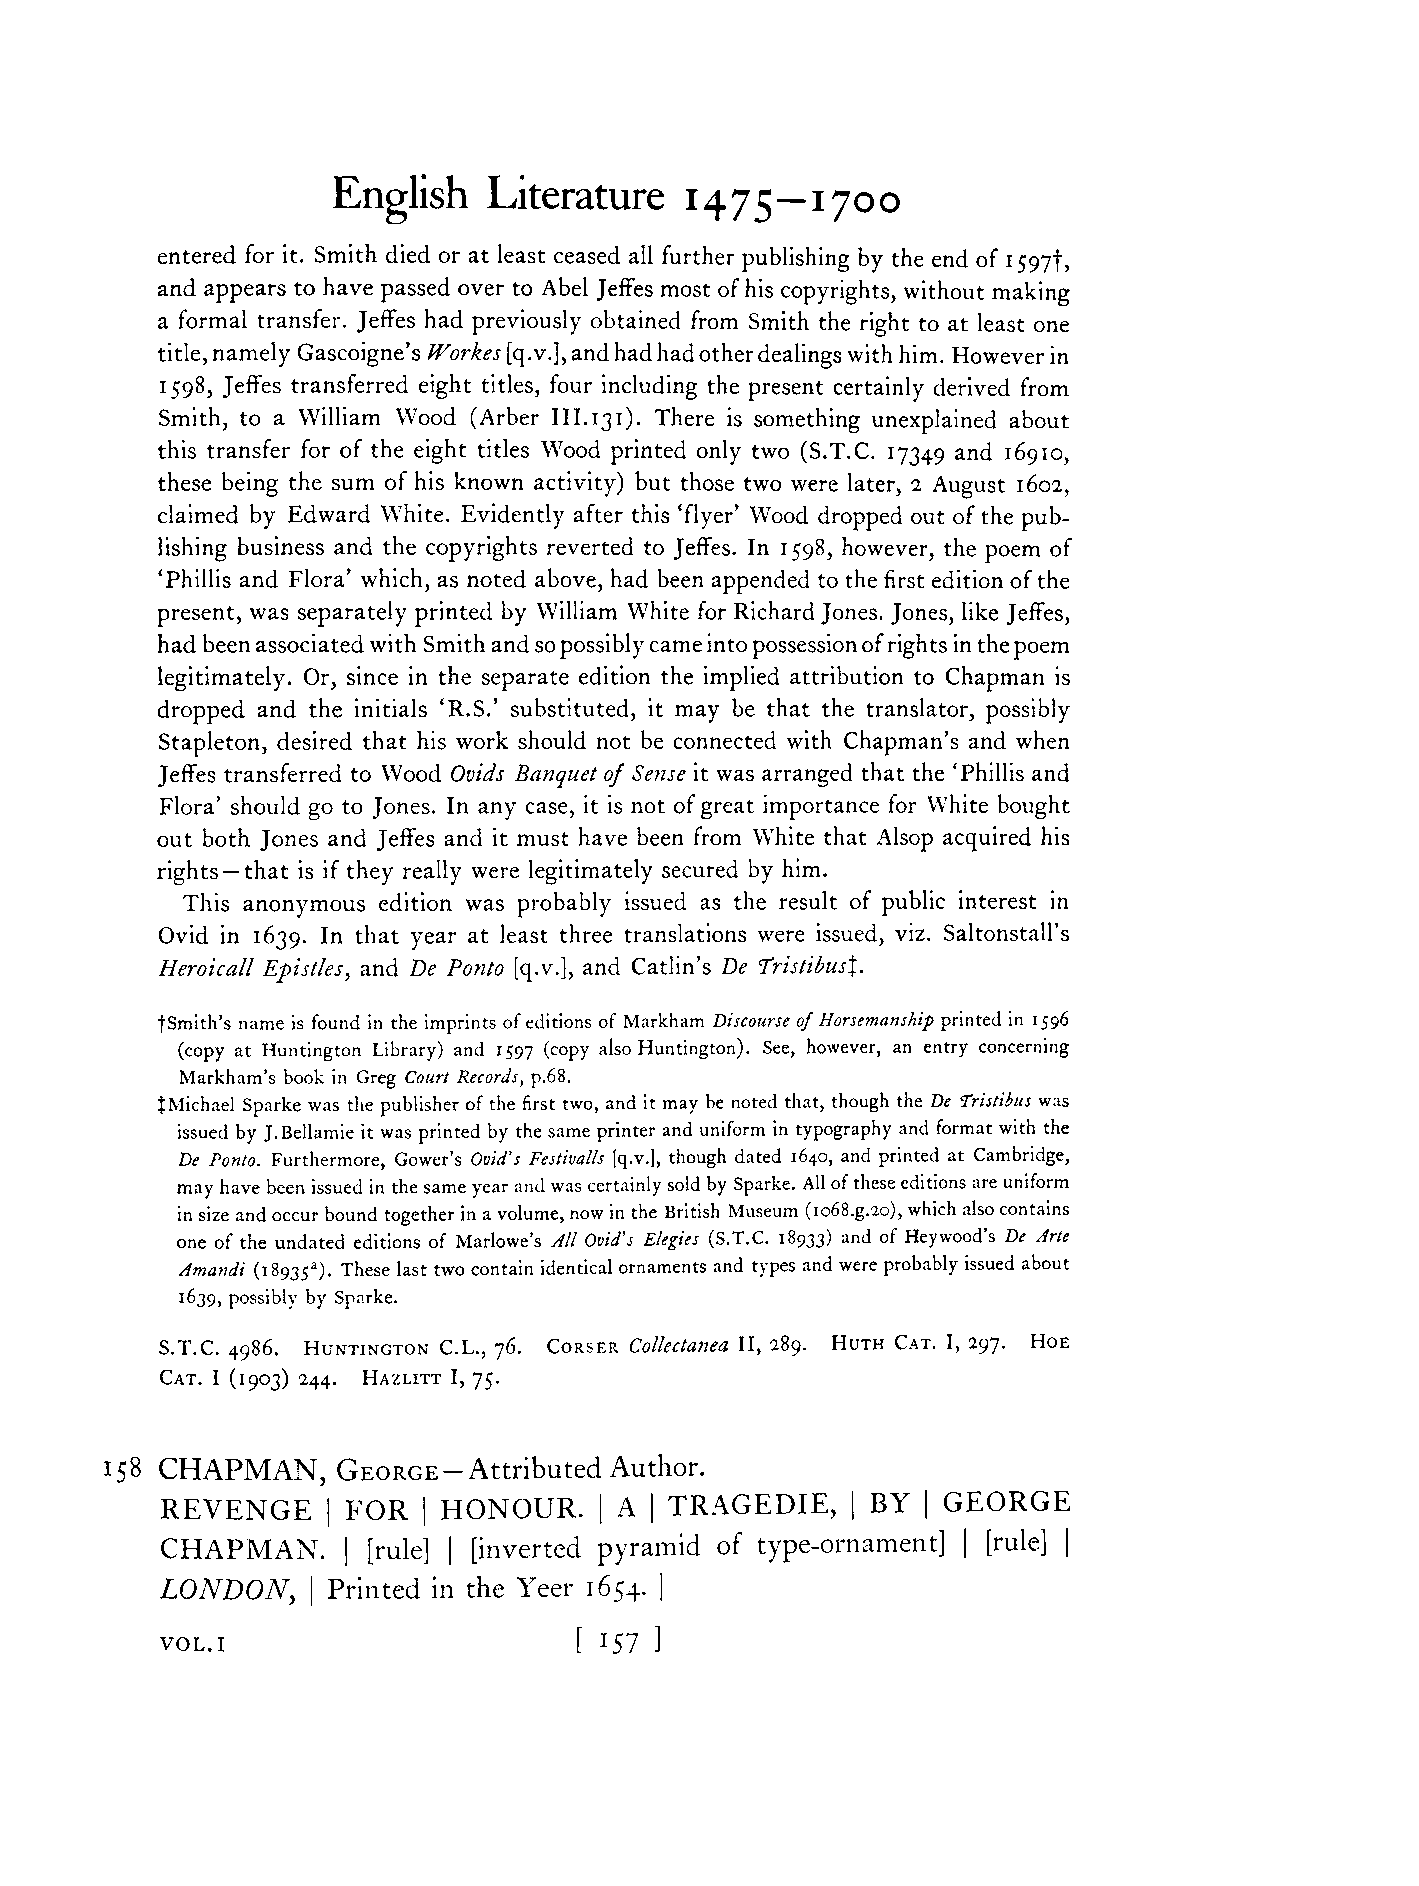 English Literature 1475–1700
entered for it. Smith died or at least ceased all further publishing by the end of 1597†,
and appears to have passed over to Abel Jeffes most of his copyrights, without making
a formal transfer. Jeffes had previously obtained from Smith the right to at least one
title, namely Gascoigne's Workes [q.v.], and had had other dealings with him. However in
1598, Jeffes transferred eight titles, four including the present certainly derived from
Smith, to a William Wood (Arber III.131). There is something unexplained about
this transfer for of the eight titles Wood printed only two (S.T.C. 17349 and 16910,
these being the sum of his known activity) but those two were later, 2 August 1602,
claimed by Edward White. Evidently after this 'flyer' Wood dropped out of the pub-
lishing business and the copyrights reverted to Jeffes. In 1598, however, the poem of
'Phillis and Flora' which, as noted above, had been appended to the first edition of the
present, was separately printed by William White for Richard Jones. Jones, like Jeffes,
had been associated with Smith and so possibly came into possession of rights in the poem
legitimately. Or, since in the separate edition the implied attribution to Chapman is
dropped and the initials 'R.S.' substituted, it may be that the translator, possibly
Stapleton, desired that his work should not be connected with Chapman's and when
Jeffes transferred to Wood Ovids Banquet of Sense it was arranged that the 'Phillis and
Flora' should go to Jones. In any case, it is not of great importance for White bought
out both Jones and Jeffes and it must have been from White that Alsop acquired his
rights—that is if they really were legitimately secured by him.
This anonymous edition was probably issued as the result of public interest in
Ovid in 1639. In that year at least three translations were issued, viz. Saltonstall's
Heroicall Epistles, and De Ponto [q.v.], and Catlin's De Tristibus‡.
†Smith's name is found in the imprints of editions of Markham Discourse of Horsemanship printed in 1596
(copy at Huntington Library) and 1597 (copy also Huntington). See, however, an entry concerning
Markham's book in Greg Court Records, p.68.
‡Michael Sparke was the publisher of the first two, and it may be noted that, though the De Tristibus was
issued by J.Bellamie it was printed by the same printer and uniform in typography and format with the
De Ponto. Furthermore, Gower's Ovid's Festivalls [q.v.], though dated 1640, and printed at Cambridge,
may have been issued in the same year and was certainly sold by Sparke. All of these editions are uniform
in size and occur bound together in a volume, now in the British Museum (1068.g.20), which also contains
one of the undated editions of Marlowe's All Ovid's Elegies (S.T.C. 18933) and of Heywood's De Arte
Amandi (18935ª). These last two contain identical ornaments and types and were probably issued about
1639, possibly by Sparke.
S.T.C. 4986. HUNTINGTON C.L., 76. CORSER Collectanea II, 289. HUTH CAT. I, 297. HOE
CAT. I (1903) 244. HAZLITT I, 75.
158 CHAPMAN, GEORGE—Attributed Author.
REVENGE | FOR | HONOUR. | A | TRAGEDIE, | BY | GEORGE
CHAPMAN. | [rule] | [inverted pyramid of type-ornament] | [rule] |
LONDON, | Printed in the Yeer 1654. |
VOL.I [ 157 ]